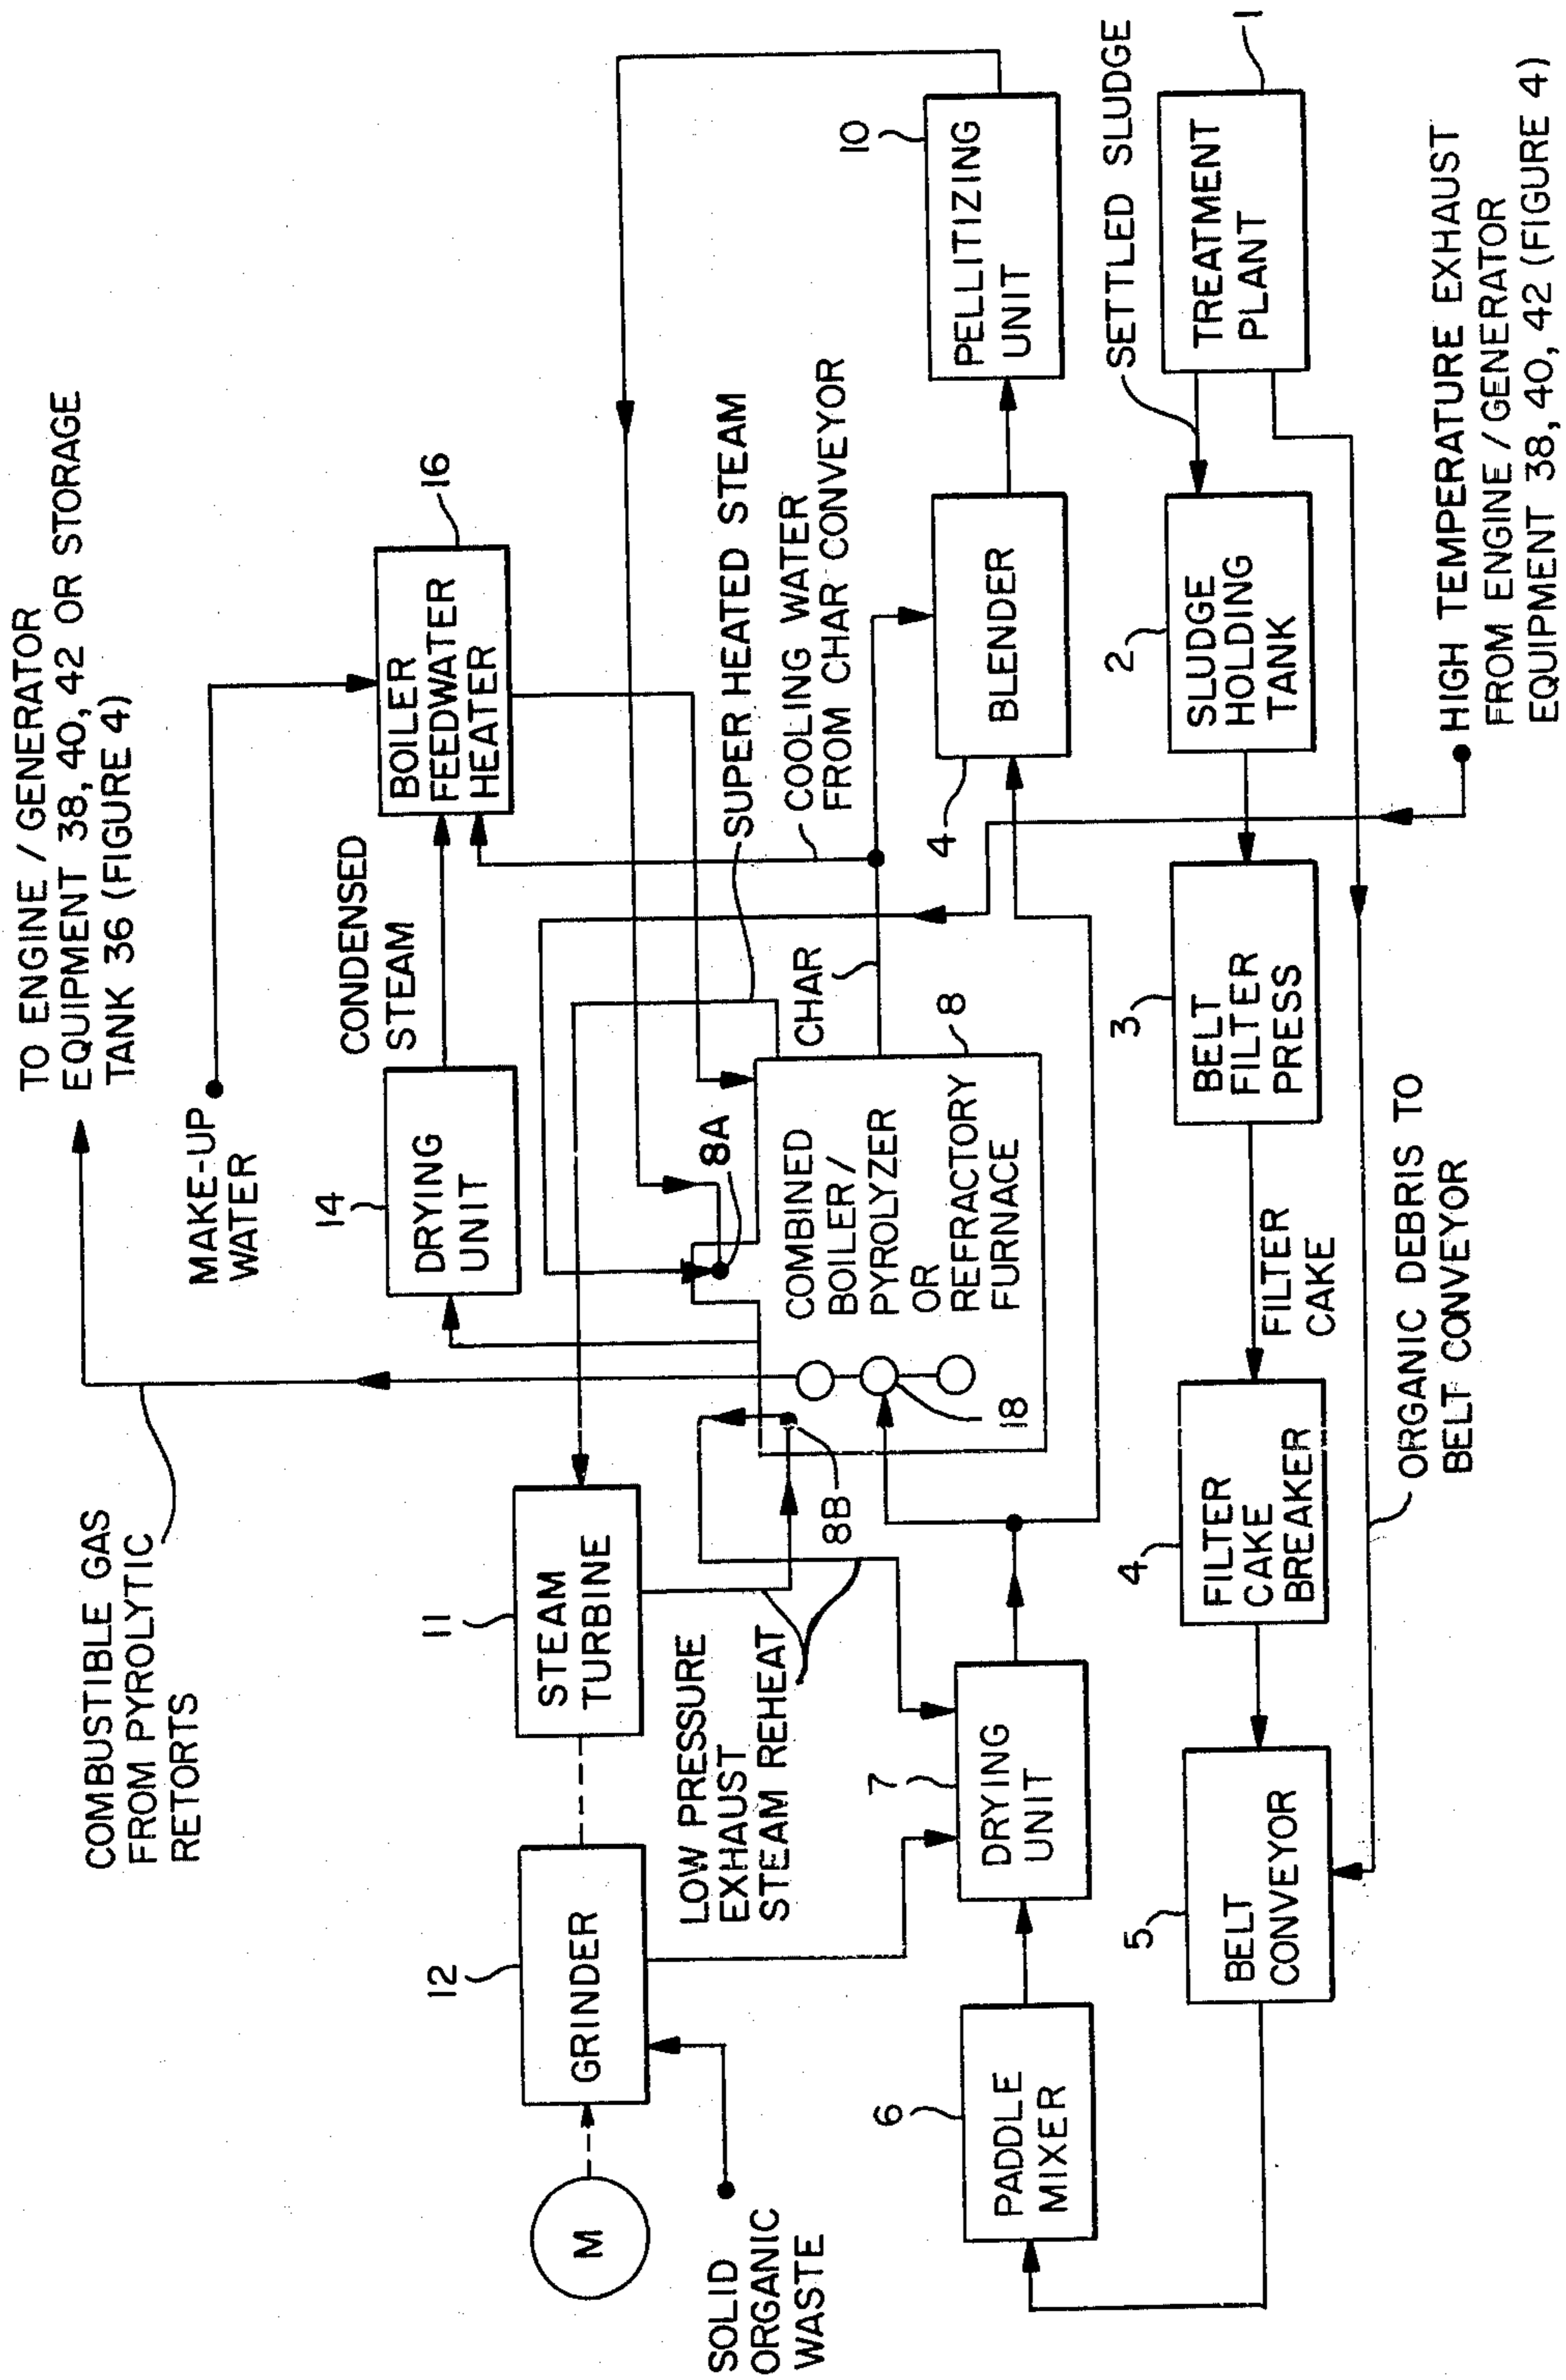 TO ENGINE / GENERATOR
EQUIPMENT 38, 40, 42 OR STORAGE
TANK 36 (FIGURE 4)
MAKE-UP
WATER
COMBUSTIBLE GAS
FROM PYROLYTIC
RETORTS
CONDENSED
STEAM
16
BOILER
FEEDWATER
HEATER
14
DRYING
UNIT
11
STEAM
TURBINE
12
GRINDER
M
SOLID
ORGANIC
WASTE
LOW PRESSURE
EXHAUST
STEAM REHEAT
8A
8B
18
SUPER HEATED STEAM
COOLING WATER
FROM CHAR CONVEYOR
CHAR
8
COMBINED
BOILER/
PYROLYZER
OR
REFRACTORY
FURNACE
6
PADDLE
MIXER
7
DRYING
UNIT
4
BLENDER
10
PELLITIZING
UNIT
SETTLED SLUDGE
1
TREATMENT
PLANT
2
SLUDGE
HOLDING
TANK
3
BELT
FILTER
PRESS
FILTER
CAKE
4
FILTER
CAKE
BREAKER
5
BELT
CONVEYOR
ORGANIC DEBRIS TO
BELT CONVEYOR
HIGH TEMPERATURE EXHAUST
FROM ENGINE / GENERATOR
EQUIPMENT 38, 40, 42 (FIGURE 4)